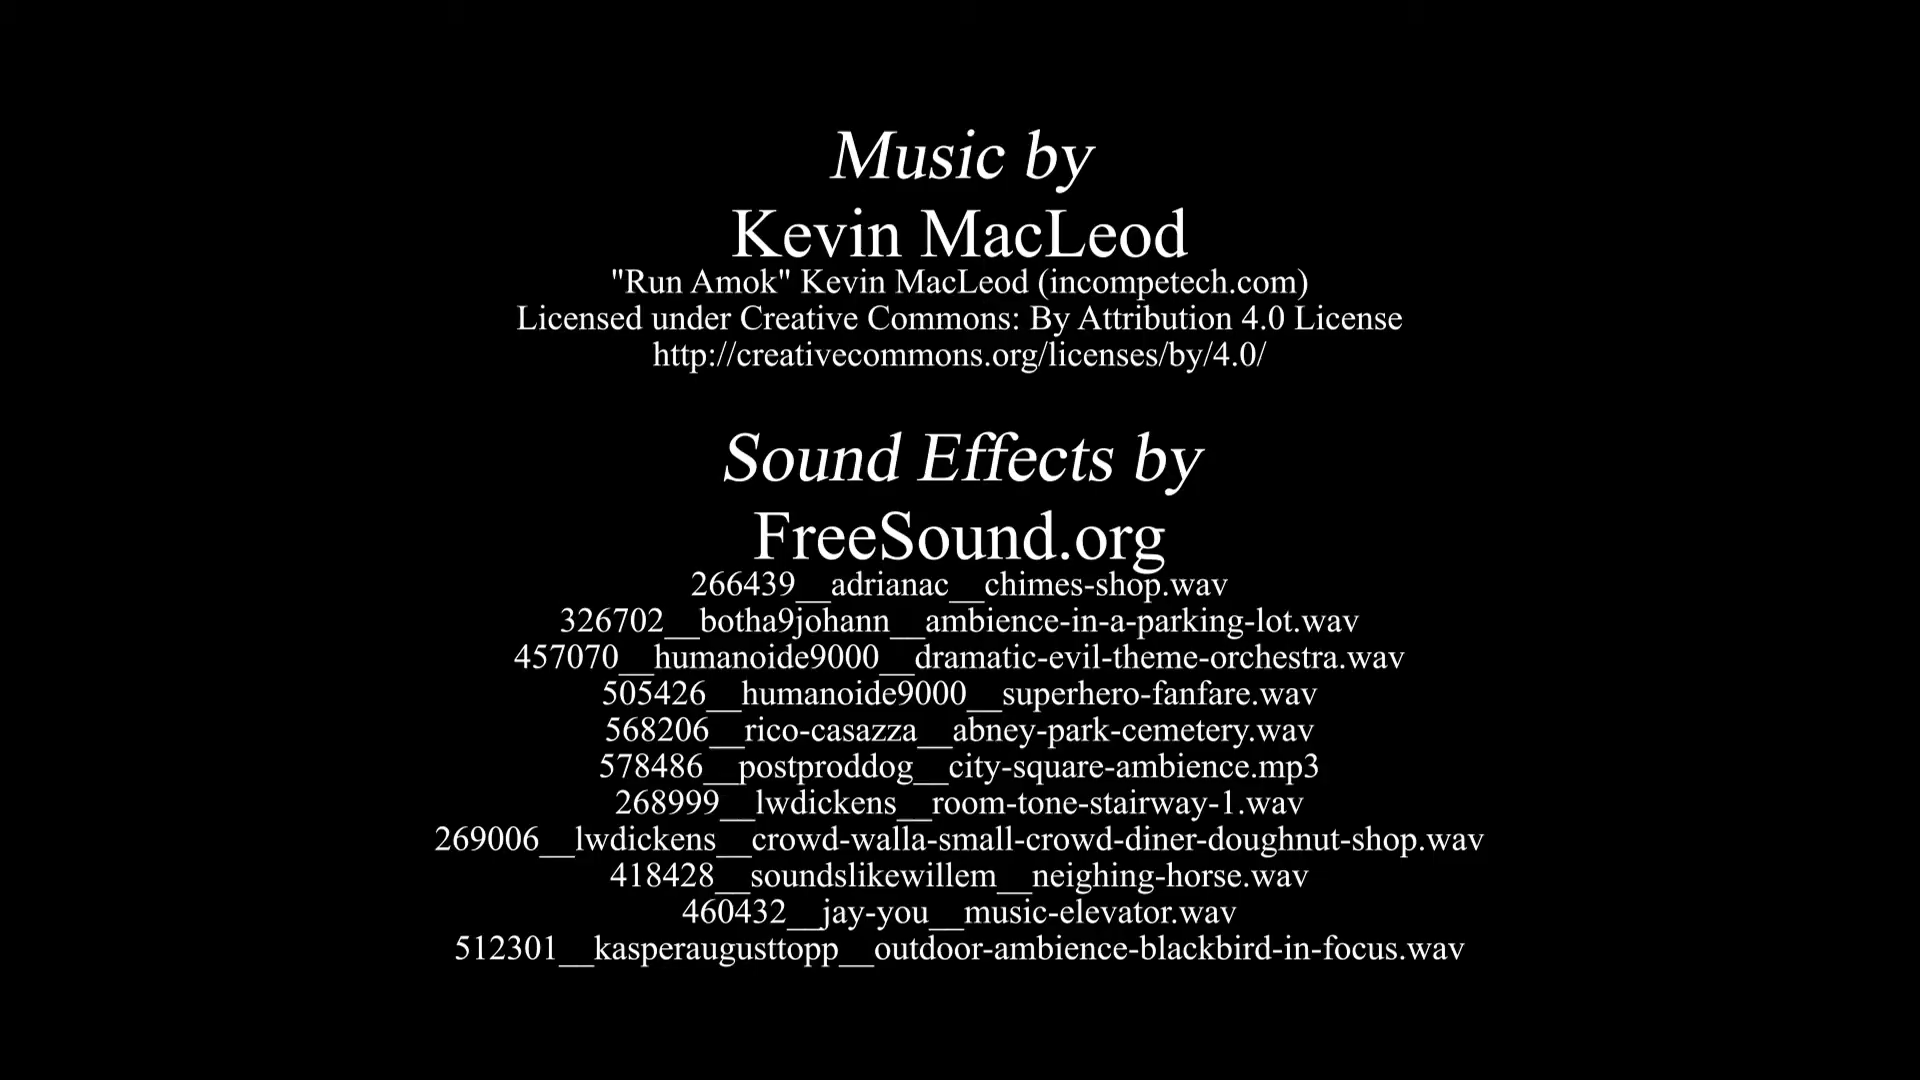 Music by
Kevin MacLeod
"Run Amok" Kevin MacLeod (incompetech.com)
Licensed under Creative Commons: By Attribution 4.0 License
http://creativecommons.org/licenses/by/4.0/
Sound Effects by
FreeSound.org
266439__adrianac__chimes-shop.wav
326702__botha9johann__ambience-in-a-parking-lot.wav
457070__humanoide9000__dramatic-evil-theme-orchestra.wav
505426__humanoide9000__superhero-fanfare.wav
568206__rico-casazza__abney-park-cemetery.wav
578486__postproddog__city-square-ambience.mp3
268999__lwdickens__room-tone-stairway-1.wav
269006__lwdickens__crowd-walla-small-crowd-diner-doughnut-shop.wav
418428__soundslikewillem__neighing-horse.wav
460432__jay-you__music-elevator.wav
512301__kasperaugusttopp__outdoor-ambience-blackbird-in-focus.wav